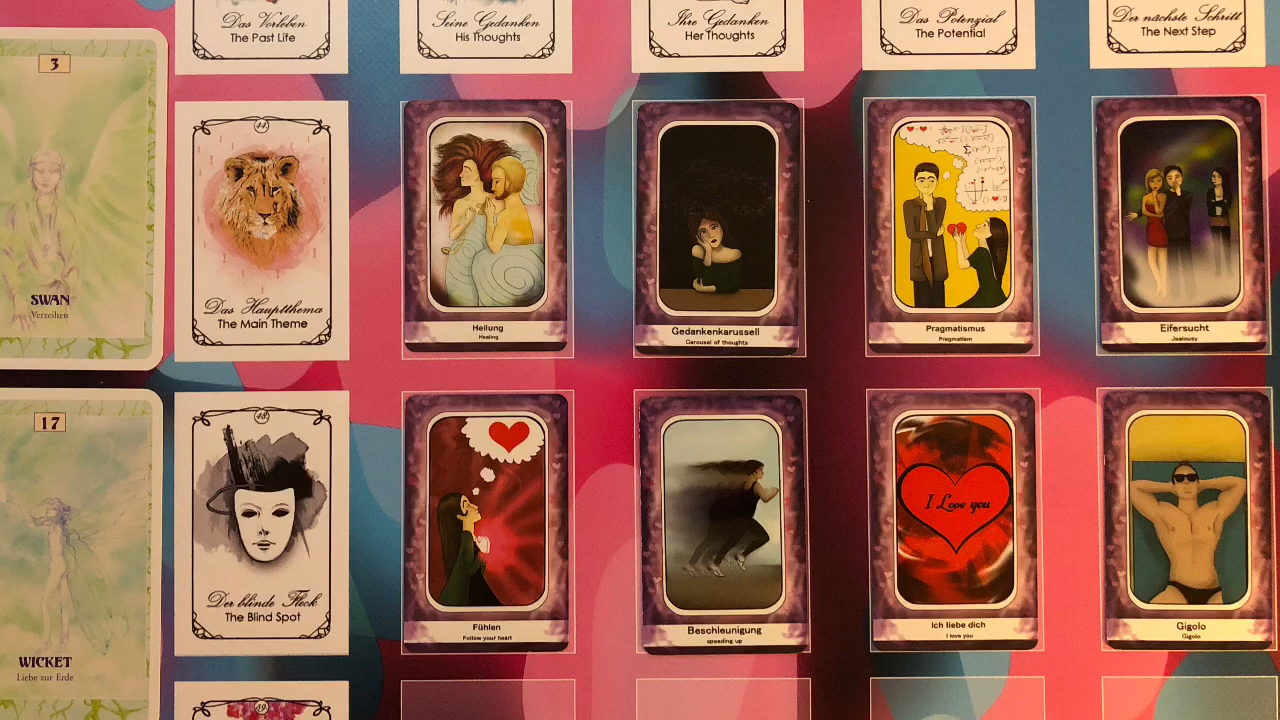 Das Vorleben
The Past Life
Seine Gedanken
His Thoughts
Ihre Gedanken
Her Thoughts
Das Potenzial
The Potential
Der nächste Schritt
The Next Step
3
SWAN
Verzeihen
44
Das Hauptthema
The Main Theme
Heilung
Healing
Gedankenkarussell
Carousel of thoughts
Pragmatismus
Pragmatism
Eifersucht
Jealousy
17
WICKET
Liebe zur Erde
48
Der blinde Fleck
The Blind Spot
Fühlen
Follow your heart
Beschleunigung
speeding up
I Love you
Ich liebe dich
I love you
Gigolo
Gigolo
49